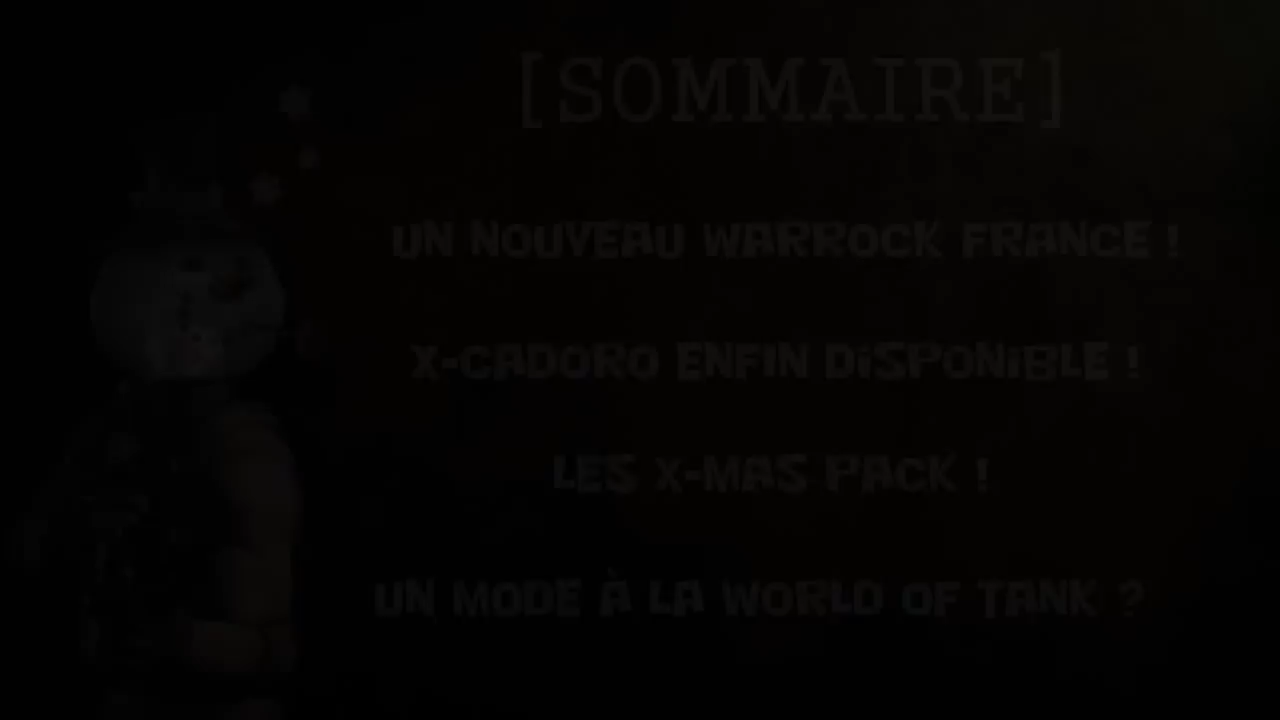 [SOMMAIRE]
UN NOUVEAU WARROCK FRANCE !
X-CADORO ENFIN DiSPONiBLE !
LES X-MAS PACK !
UN MODE À LA WORLD OF TANK ?